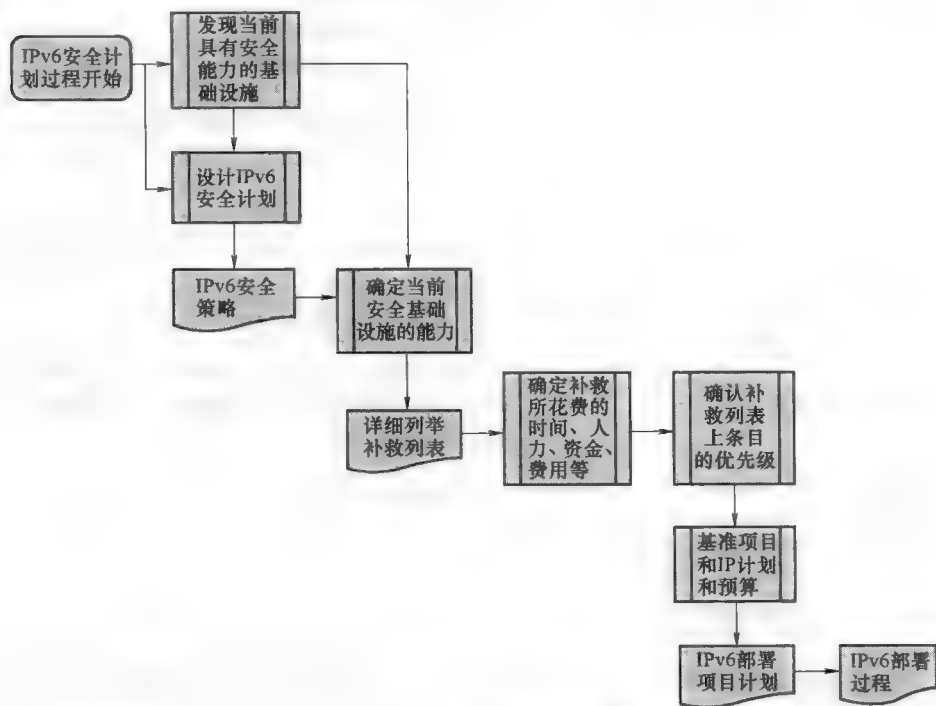 IPv6安全计
划过程开始
发现当前
具有安全
能力的基
础设施
设计IPv6
安全计划
IPv6安全
策略
确定当前
安全基础
设施的能力
详细列举
补救列表
确定补救
所花费的
时间、人
力、资金、
费用等
确认补
救列表
上条目
的优先级
基准项目
和IP计划
和预算
IPv6部署
项目计划
IPv6部署
过程